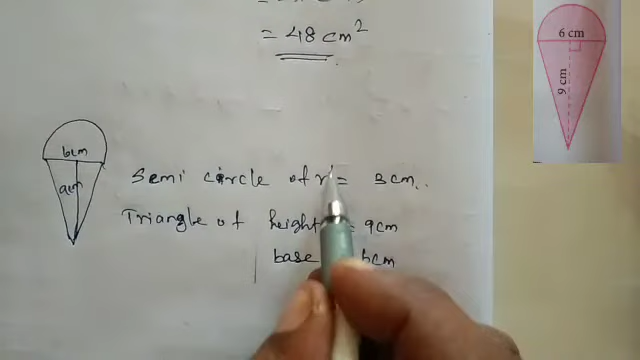 = 48 cm²
6 cm
9 cm
6cm
9cm
Semi circle of r = 3cm.
Triangle of height = 9cm
base 6cm